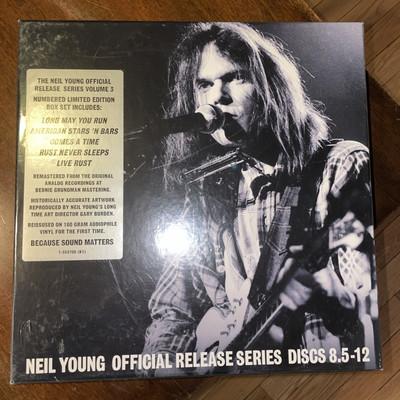 THE NEIL YOUNG OFFICIAL
RELEASE SERIES VOLUME 3
NUMBERED LIMITED EDITION
BOX SET INCLUDES:
LONG MAY YOU RUN
AMERICAN STARS 'N BARS
COMES A TIME
RUST NEVER SLEEPS
LIVE RUST
REMASTERED FROM THE ORIGINAL
ANALOG RECORDINGS AT
BERNIE GRUNDMAN MASTERING.
HISTORICALLY ACCURATE ARTWORK
REPRODUCED BY NEIL YOUNG'S LONG
TIME ART DIRECTOR GARY BURDEN.
REISSUED ON 180 GRAM AUDIOPHILE
VINYL FOR THE FIRST TIME.
BECAUSE SOUND MATTERS
NEIL YOUNG OFFICIAL RELEASE SERIES DISCS 8.5-12